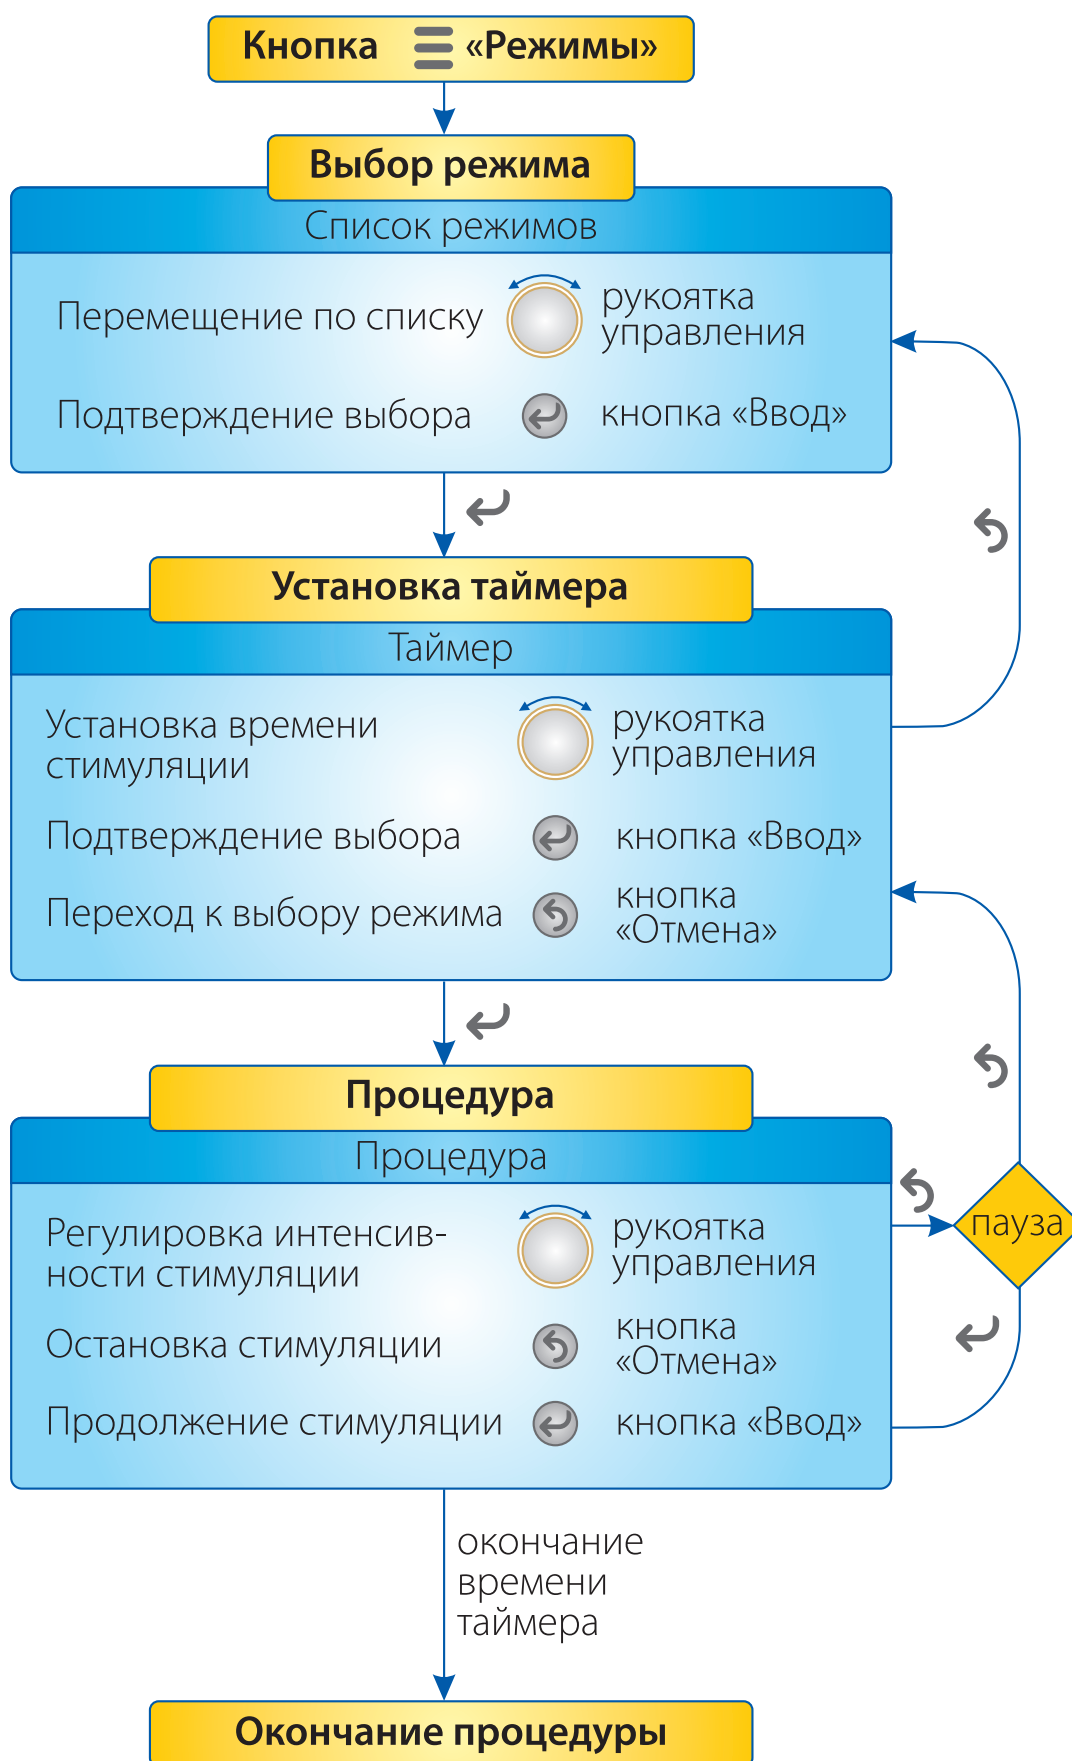 Кнопка «Режимы»
Выбор режима
Список режимов
Перемещение по списку
рукоятка
управления
Подтверждение выбора
кнопка «Ввод»
Установка таймера
Таймер
Установка времени
стимуляции
рукоятка
управления
Подтверждение выбора
кнопка «Ввод»
Переход к выбору режима
кнопка
«Отмена»
Процедура
Процедура
Регулировка интенсив-
ности стимуляции
рукоятка
управления
пауза
Остановка стимуляции
кнопка
«Отмена»
Продолжение стимуляции
кнопка «Ввод»
окончание
времени
таймера
Окончание процедуры